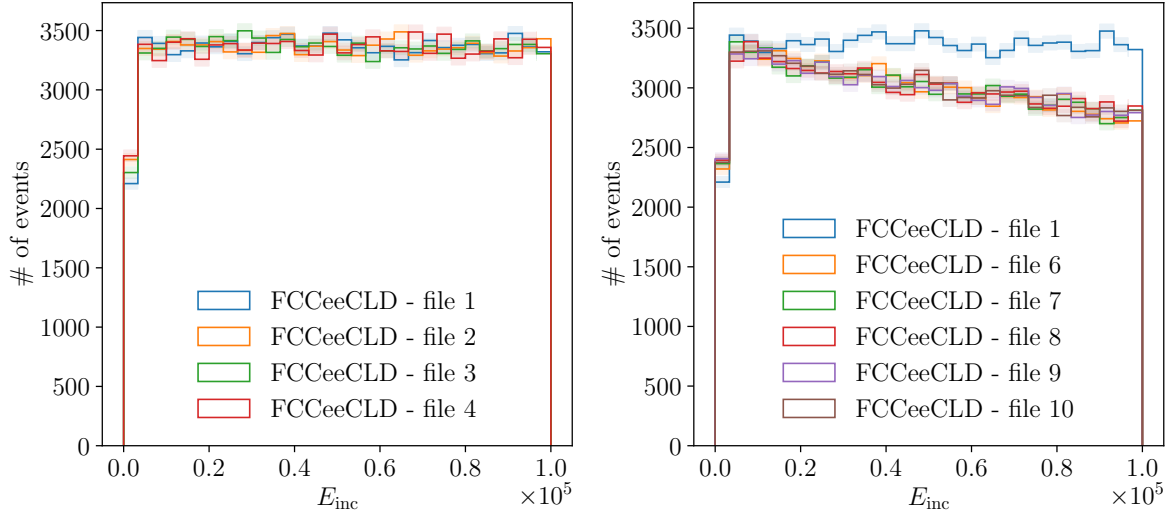 3500
3000
2500
2000
1500
1000
500
0
# of events
FCCeeCLD - file 1
FCCeeCLD - file 2
FCCeeCLD - file 3
FCCeeCLD - file 4
0.0 0.2 0.4 0.6 0.8 1.0
E_inc
×10^5
3500
3000
2500
2000
1500
1000
500
0
# of events
FCCeeCLD - file 1
FCCeeCLD - file 6
FCCeeCLD - file 7
FCCeeCLD - file 8
FCCeeCLD - file 9
FCCeeCLD - file 10
0.0 0.2 0.4 0.6 0.8 1.0
E_inc
×10^5